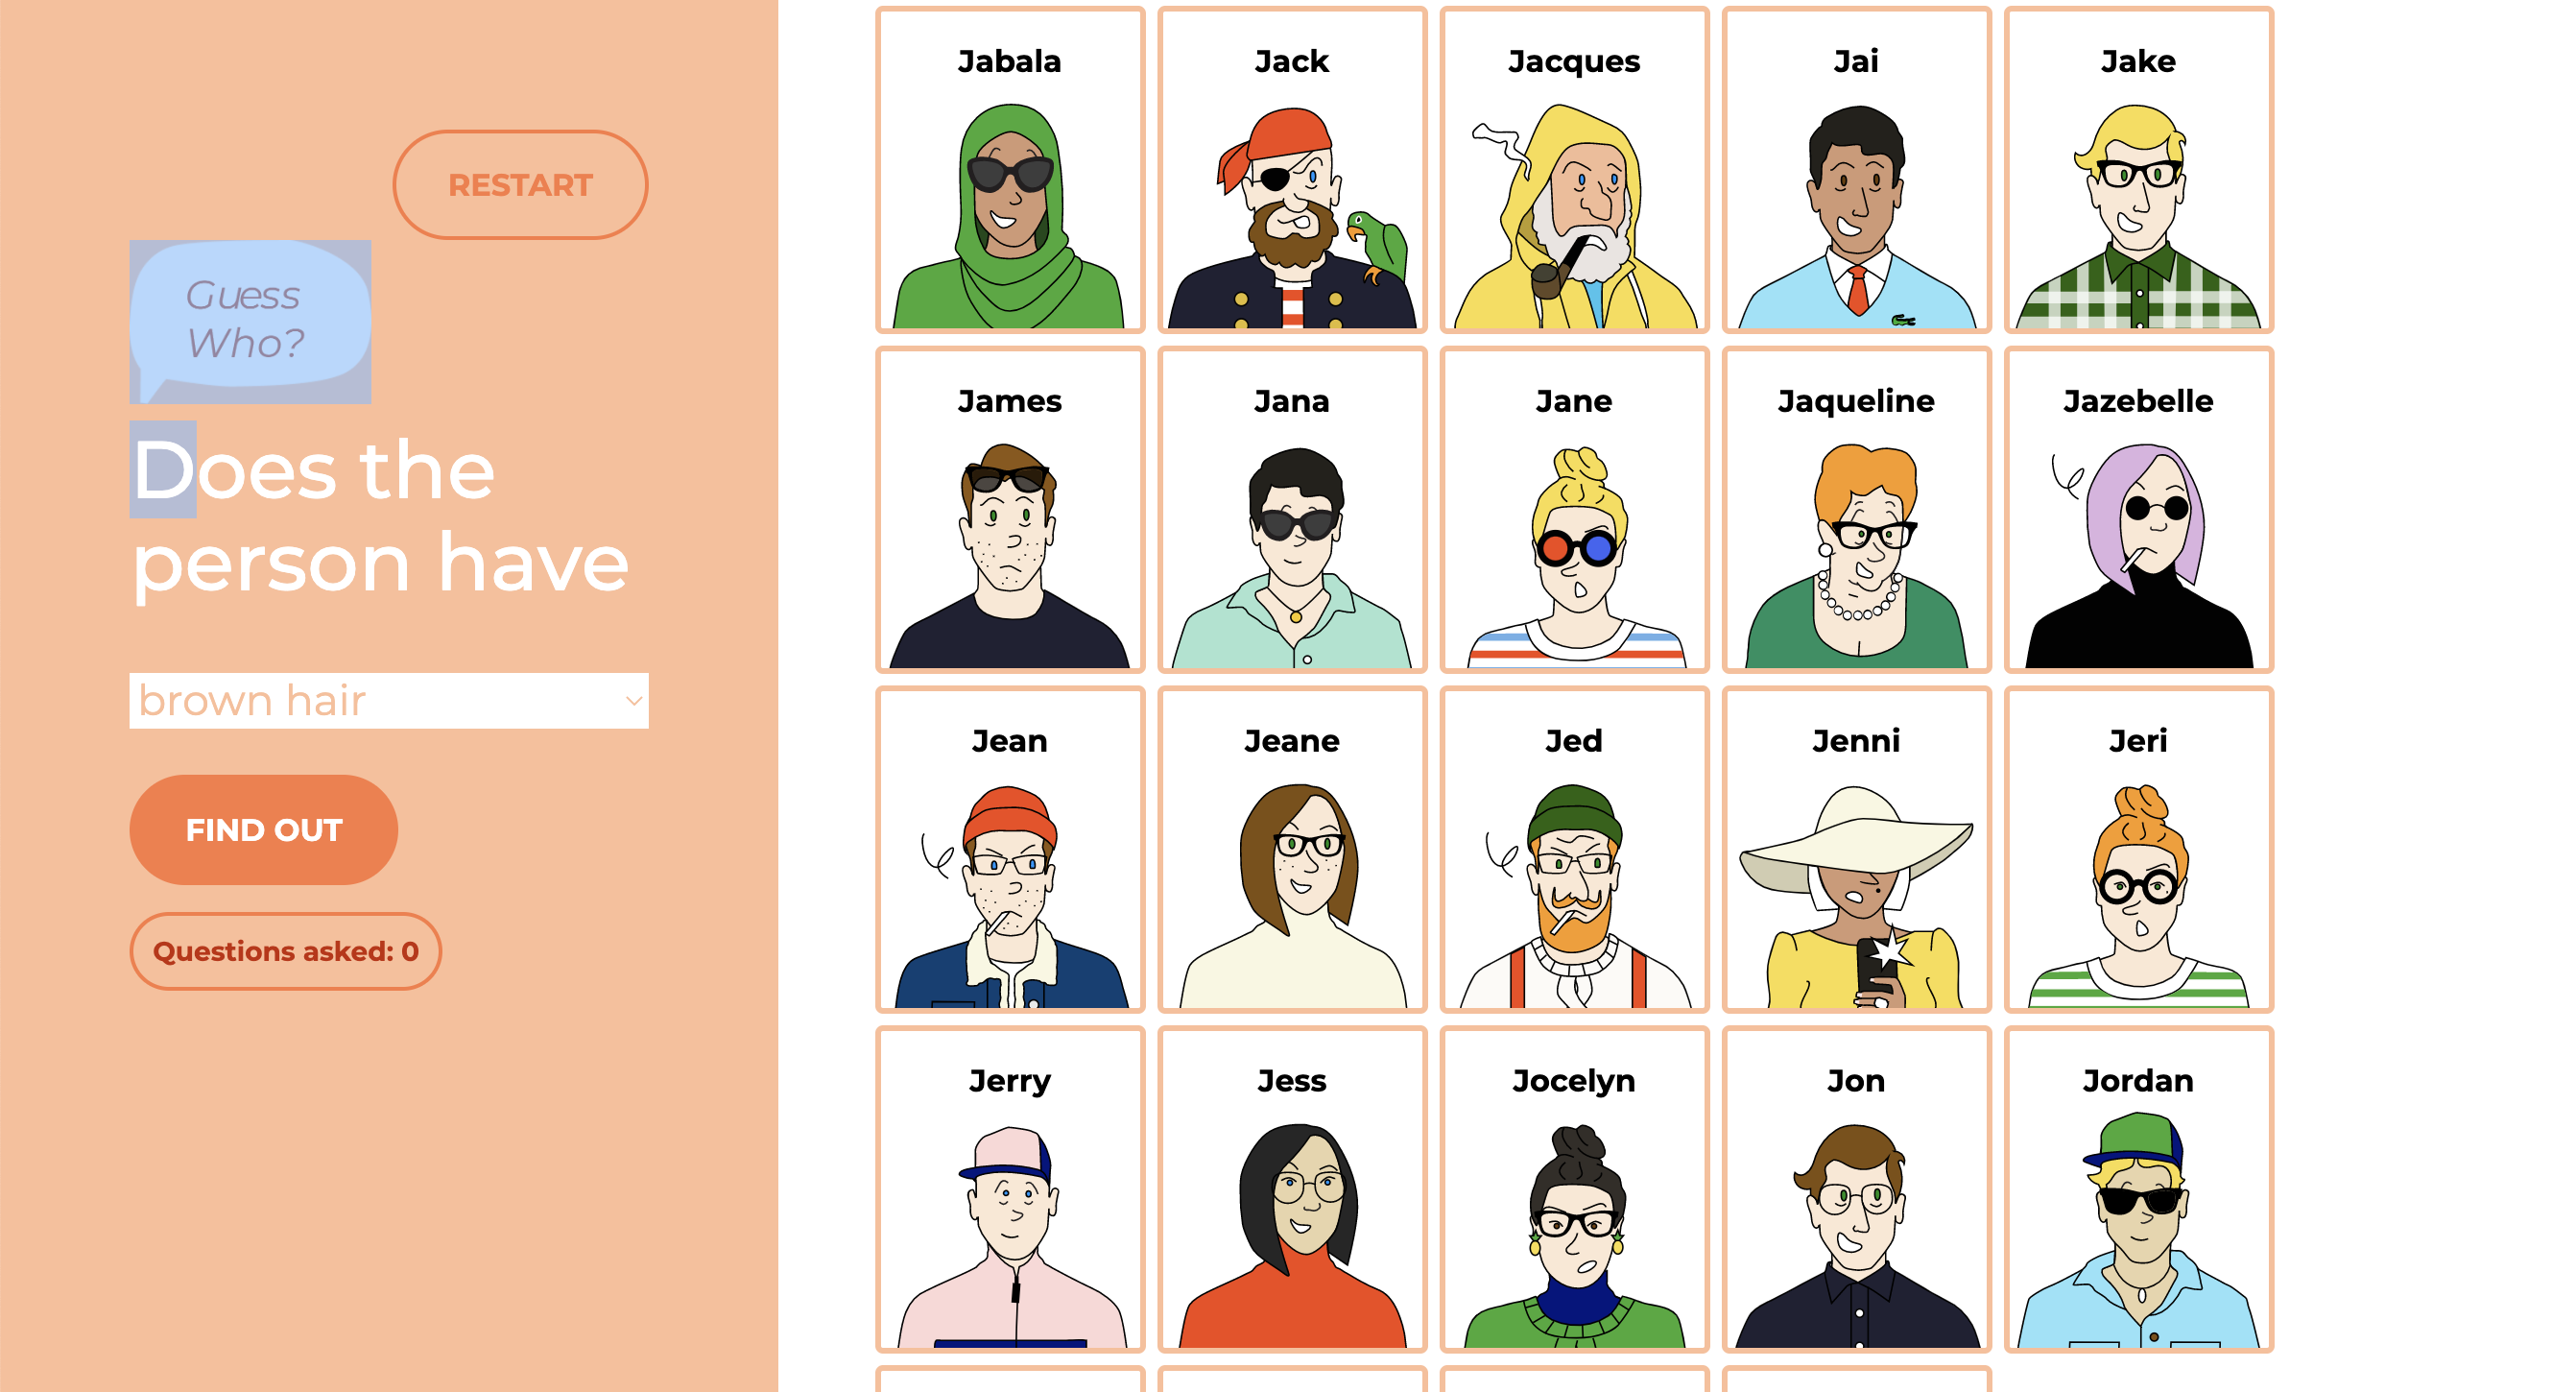 RESTART
Guess
Who?
Does the
person have
brown hair
FIND OUT
Questions asked: 0
Jabala
Jack
Jacques
Jai
Jake
James
Jana
Jane
Jaqueline
Jazebelle
Jean
Jeane
Jed
Jenni
Jeri
Jerry
Jess
Jocelyn
Jon
Jordan